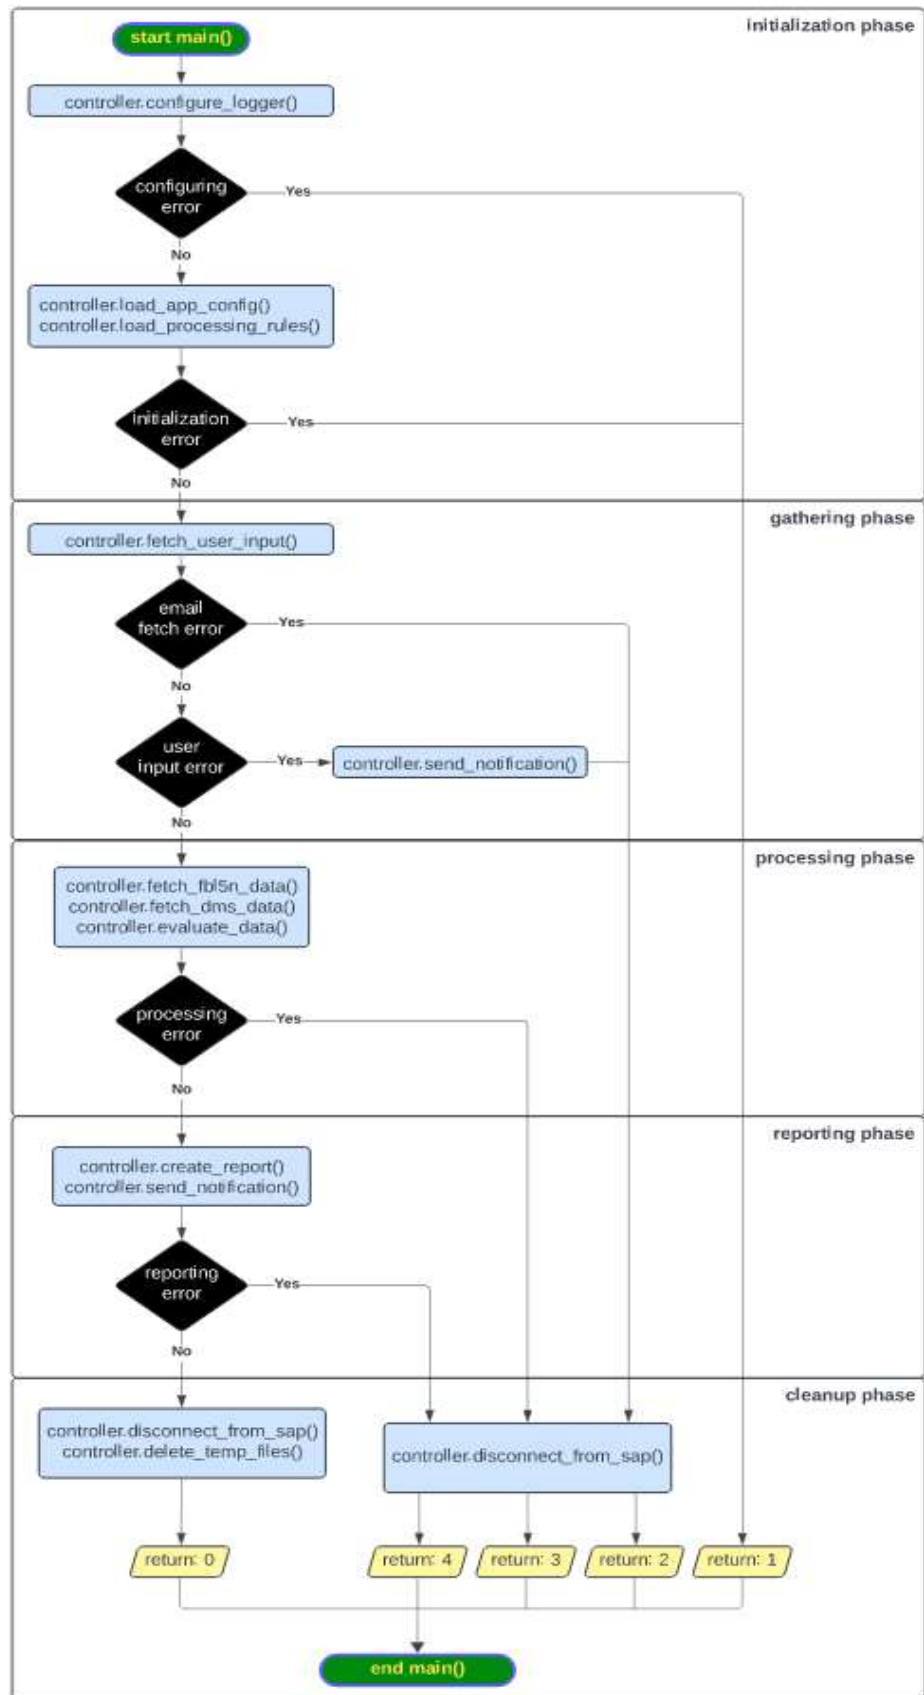 initialization phase
start main()
controller.configure_logger()
configuring
error
Yes
No
controller.load_app_config()
controller.load_processing_rules()
initialization
error
Yes
No
gathering phase
controller.fetch_user_input()
email
fetch error
Yes
No
user
input error
Yes
controller.send_notification()
No
processing phase
controller.fetch_fbl5n_data()
controller.fetch_dms_data()
controller.evaluate_data()
processing
error
Yes
No
reporting phase
controller.create_report()
controller.send_notification()
reporting
error
Yes
No
cleanup phase
controller.disconnect_from_sap()
controller.delete_temp_files()
controller.disconnect_from_sap()
return: 0
return: 4
return: 3
return: 2
return: 1
end main()